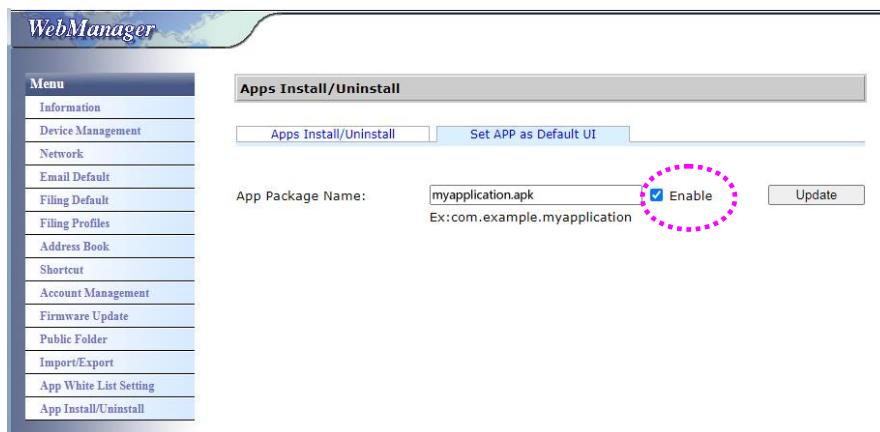 WebManager
Menu
Information
Device Management
Network
Email Default
Filing Default
Filing Profiles
Address Book
Shortcut
Account Management
Firmware Update
Public Folder
Import/Export
App White List Setting
App Install/Uninstall
Apps Install/Uninstall
Apps Install/Uninstall Set APP as Default UI
App Package Name: myapplication.apk Enable Update
Ex:com.example.myapplication